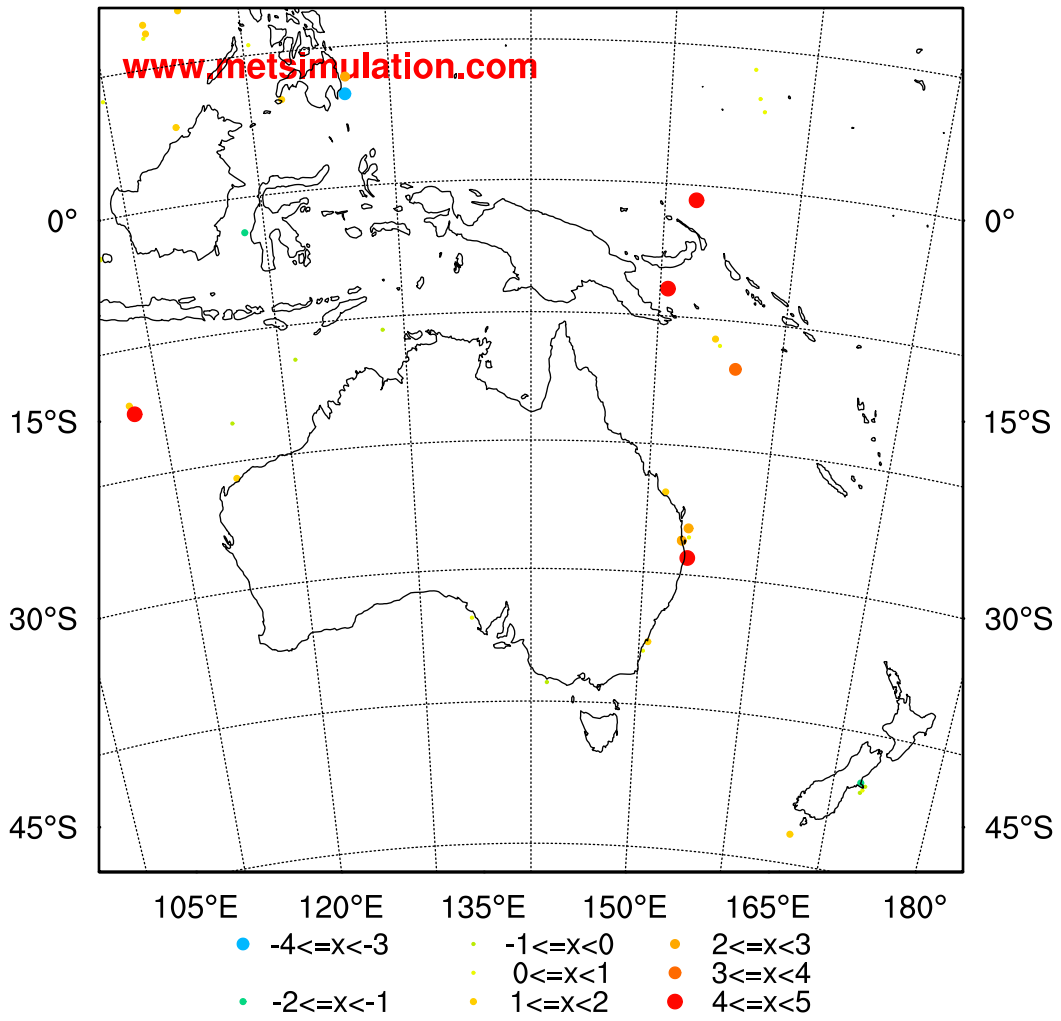 www.metsimulation.com
0° 0°
15°S 15°S
30°S 30°S
45°S 45°S
105°E 120°E 135°E 150°E 165°E 180°
-4<=x<-3 -1<=x<0 2<=x<3
0<=x<1 3<=x<4
-2<=x<-1 1<=x<2 4<=x<5